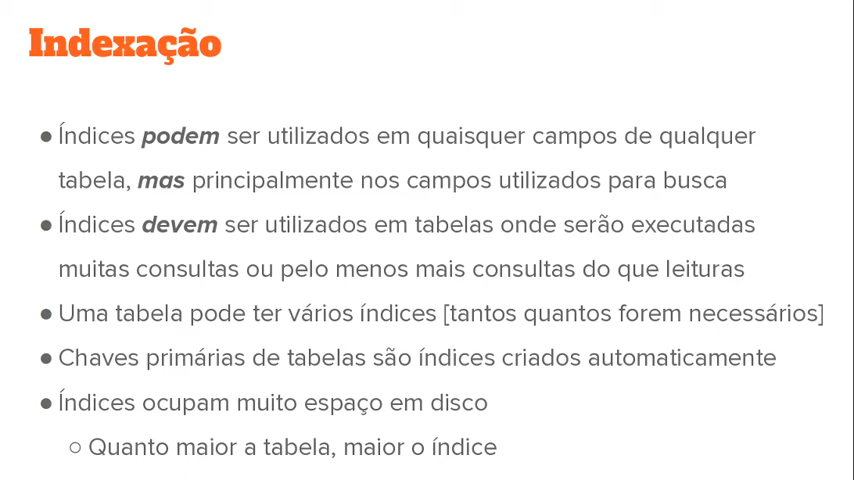 Indexação
● Índices podem ser utilizados em quaisquer campos de qualquer
tabela, mas principalmente nos campos utilizados para busca
● Índices devem ser utilizados em tabelas onde serão executadas
muitas consultas ou pelo menos mais consultas do que leituras
● Uma tabela pode ter vários índices [tantos quantos forem necessários]
● Chaves primárias de tabelas são índices criados automaticamente
● Índices ocupam muito espaço em disco
○ Quanto maior a tabela, maior o índice